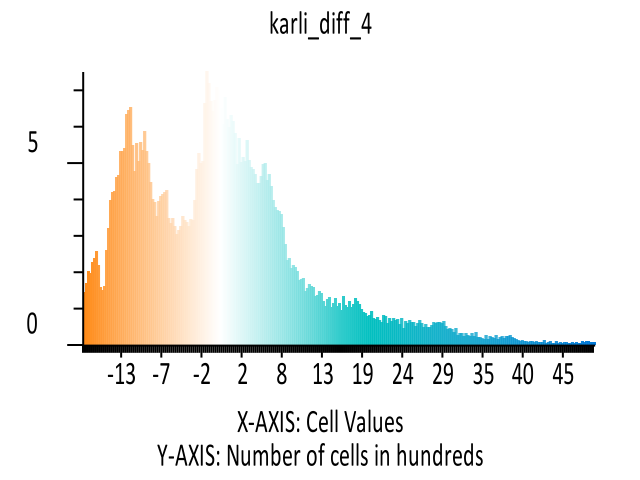 karli_diff_4
5
0
-13 -7 -2 2 8 13 19 24 29 35 40 45
X-AXIS: Cell Values
Y-AXIS: Number of cells in hundreds